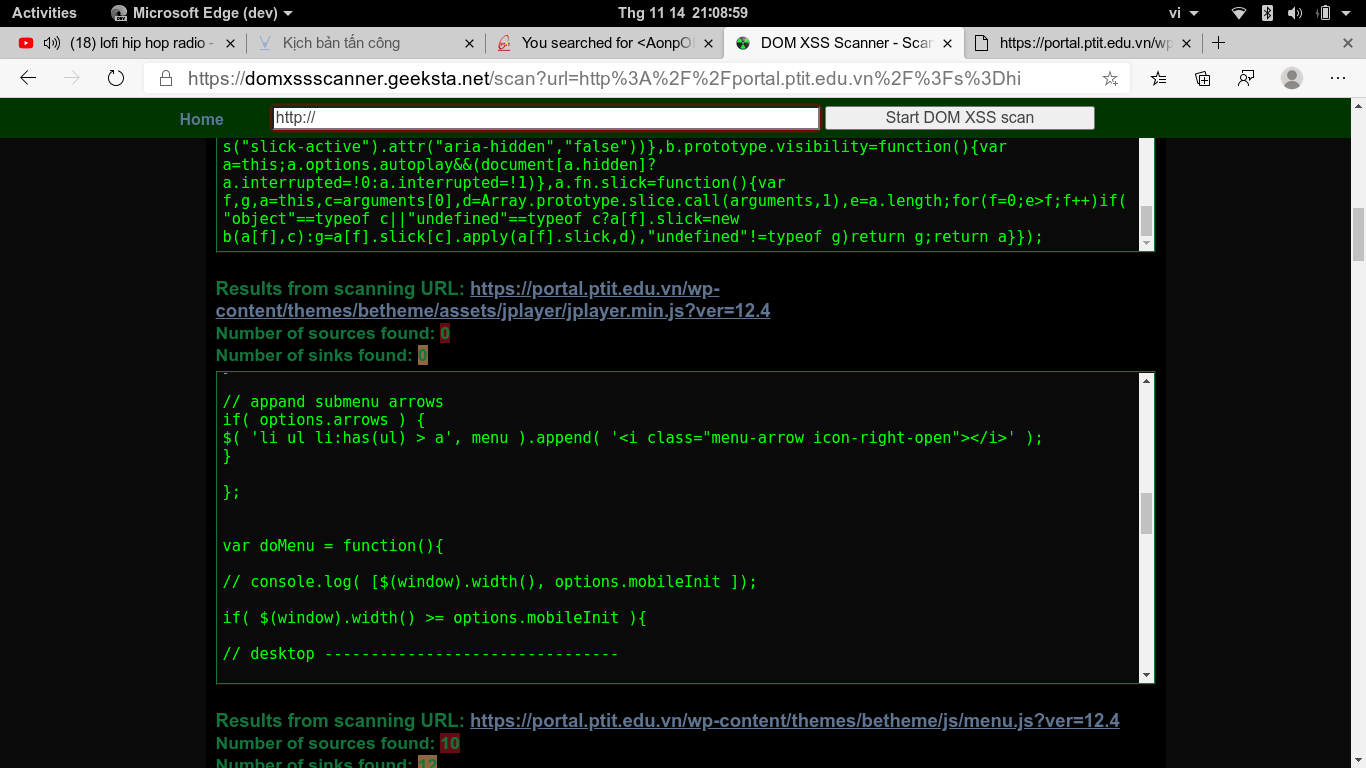 Activities Microsoft Edge (dev) Thg 11 14 21:08:59 vi
(18) lofi hip hop radio - Kịch bản tấn công You searched for <AonpO DOM XSS Scanner - Scan https://portal.ptit.edu.vn/wp
https://domxssscanner.geeksta.net/scan?url=http%3A%2F%2Fportal.ptit.edu.vn%2F%3Fs%3Dhi
Home http:// Start DOM XSS scan
s("slick-active").attr("aria-hidden","false"))},b.prototype.visibility=function(){var
a=this;a.options.autoplay&&(document[a.hidden]?
a.interrupted=!0:a.interrupted=!1)},a.fn.slick=function(){var
f,g,a=this,c=arguments[0],d=Array.prototype.slice.call(arguments,1),e=a.length;for(f=0;e>f;f++)if(
"object"==typeof c||"undefined"==typeof c?a[f].slick=new
b(a[f],c):g=a[f].slick[c].apply(a[f].slick,d),"undefined"!=typeof g)return g;return a}});
Results from scanning URL: https://portal.ptit.edu.vn/wp-
content/themes/betheme/assets/jplayer/jplayer.min.js?ver=12.4
Number of sources found: 0
Number of sinks found: 0
}
// appand submenu arrows
if( options.arrows ) {
$( 'li ul li:has(ul) > a', menu ).append( '<i class="menu-arrow icon-right-open"></i>' );
}
};
var doMenu = function(){
// console.log( [$(window).width(), options.mobileInit ]);
if( $(window).width() >= options.mobileInit ){
// desktop --------------------------------
Results from scanning URL: https://portal.ptit.edu.vn/wp-content/themes/betheme/js/menu.js?ver=12.4
Number of sources found: 10
Number of sinks found: 12